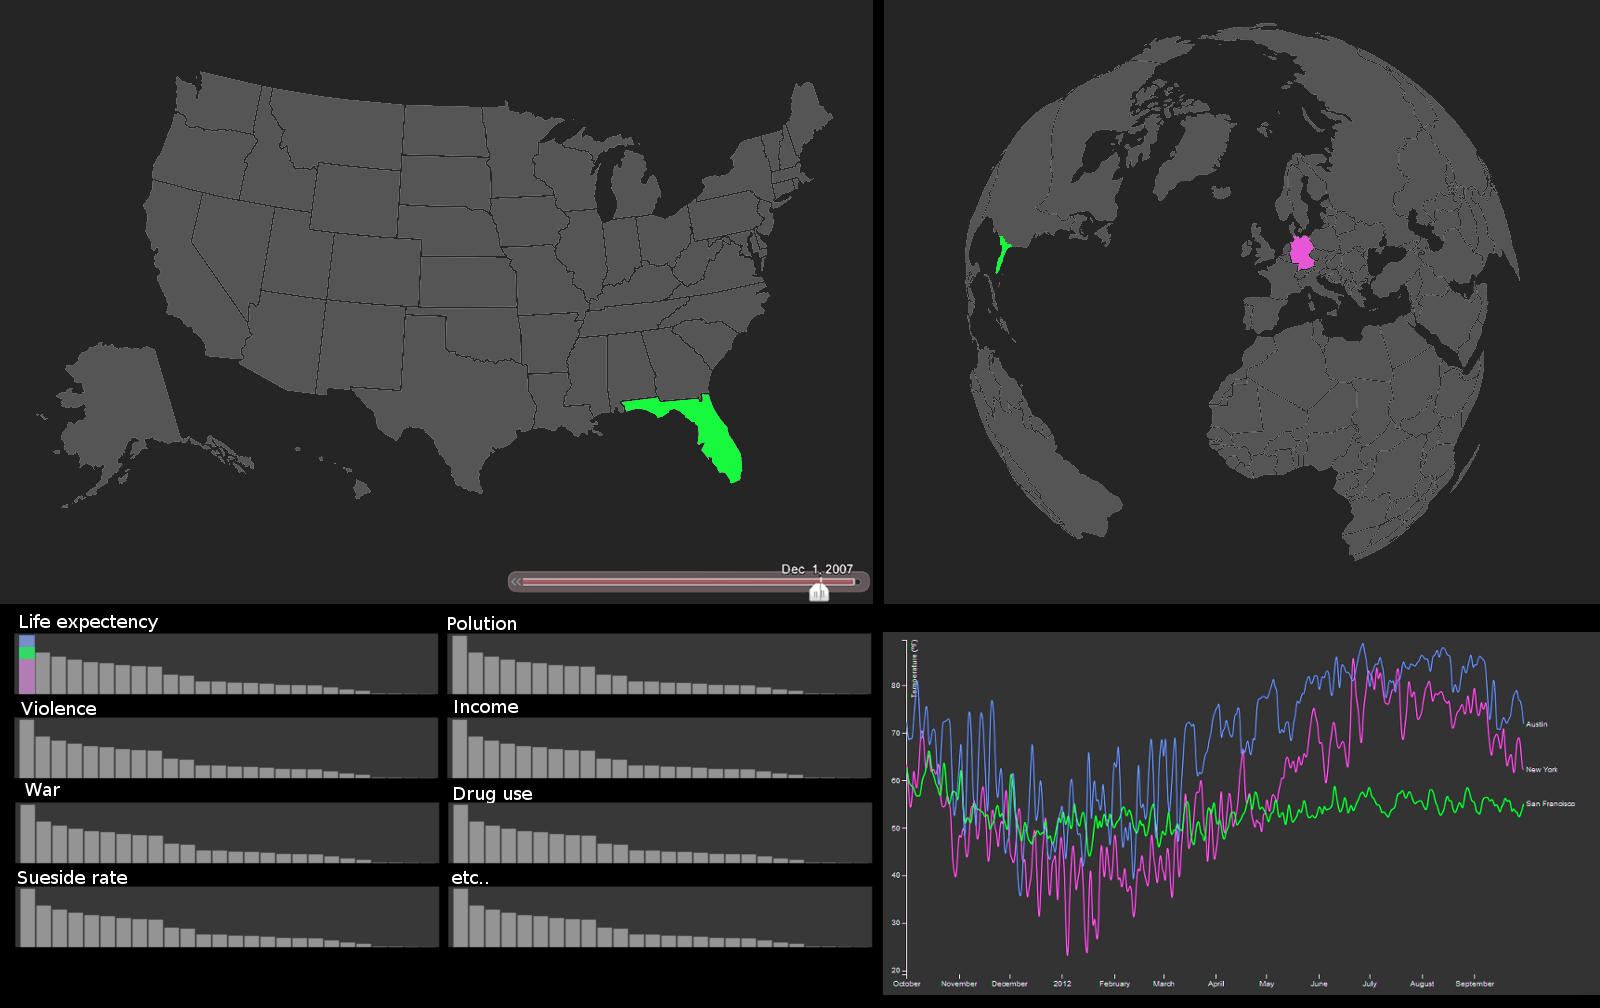 Dec 1, 2007
Life expectency
Polution
Violence
Income
War
Drug use
Sueside rate
etc..
Temperature (°F)
80
70
60
50
40
30
20
Austin
New York
San Francisco
October November December 2012 February March April May June July August September